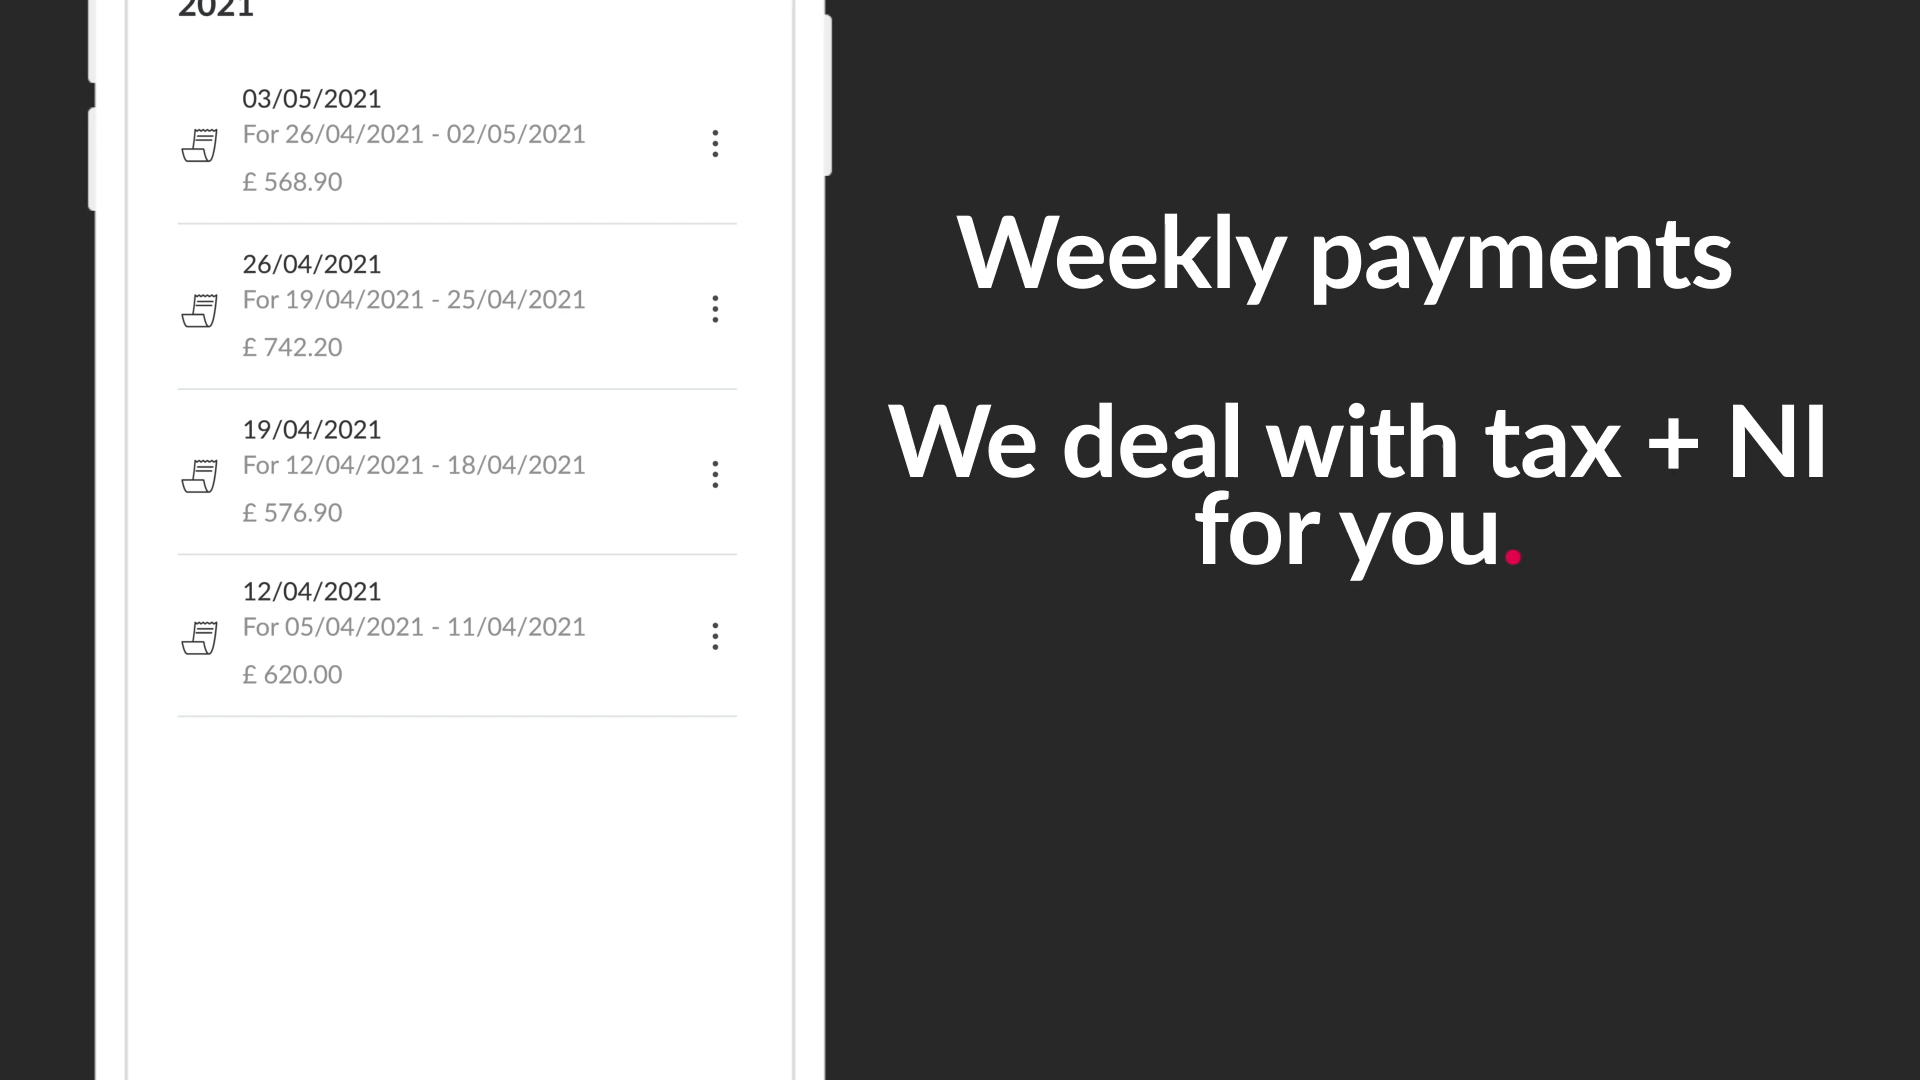 2021
03/05/2021
For 26/04/2021 - 02/05/2021
£ 568.90
26/04/2021
For 19/04/2021 - 25/04/2021
£ 742.20
19/04/2021
For 12/04/2021 - 18/04/2021
£ 576.90
12/04/2021
For 05/04/2021 - 11/04/2021
£ 620.00
Weekly payments
We deal with tax + NI
for you.